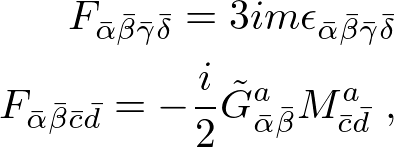 F_{\bar{\alpha}\bar{\beta}\bar{\gamma}\bar{\delta}} = 3im\epsilon_{\bar{\alpha}\bar{\beta}\bar{\gamma}\bar{\delta}}
F_{\bar{\alpha}\bar{\beta}\bar{c}\bar{d}} = -\frac{i}{2}\tilde{G}^{a}_{\bar{\alpha}\bar{\beta}} M^{a}_{\bar{c}\bar{d}} ,